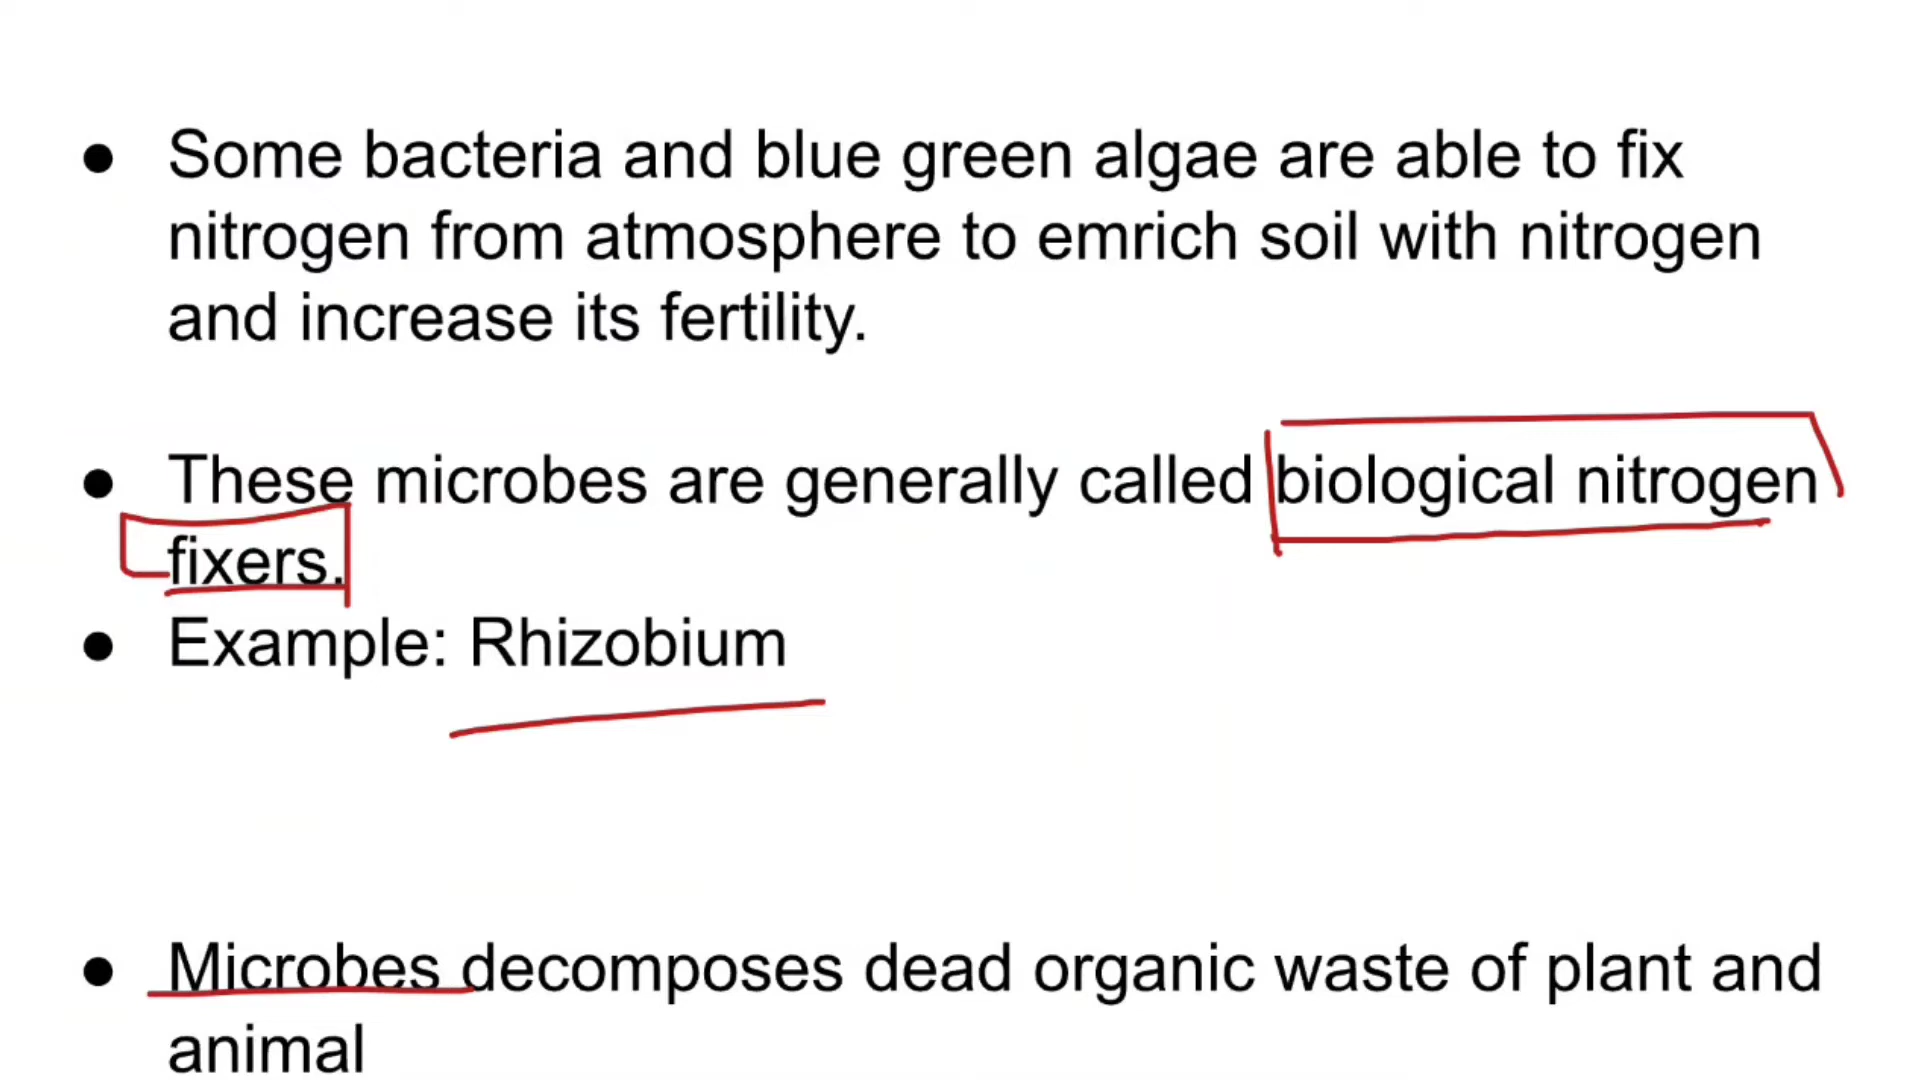 ● Some bacteria and blue green algae are able to fix
nitrogen from atmosphere to emrich soil with nitrogen
and increase its fertility.
● These microbes are generally called biological nitrogen
fixers.
● Example: Rhizobium
● Microbes decomposes dead organic waste of plant and
animal